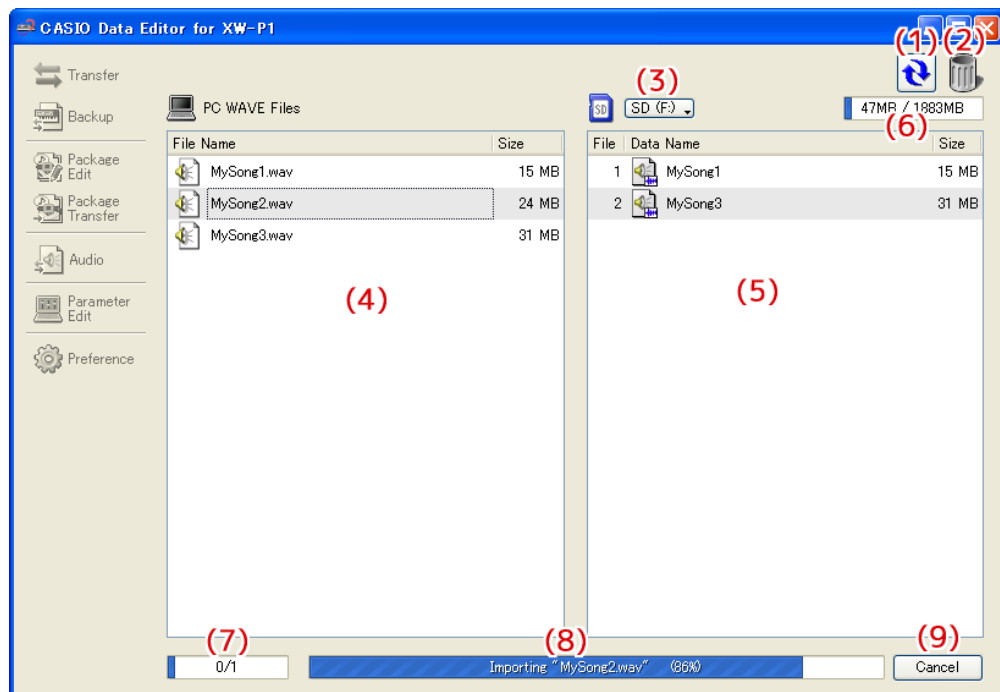 CASIO Data Editor for XW-P1
(1) (2)
Transfer
(3)
Backup
PC WAVE Files
SD
SD (F:)
47MB / 1883MB
(6)
File Name Size
File Data Name Size
Package
Edit
MySong1.wav 15 MB
1 MySong1 15 MB
Package
Transfer
MySong2.wav 24 MB
2 MySong3 31 MB
MySong3.wav 31 MB
Audio
(4)
(5)
Parameter
Edit
Preference
(7) (8) (9)
0/1
Importing "MySong2.wav" (86%)
Cancel